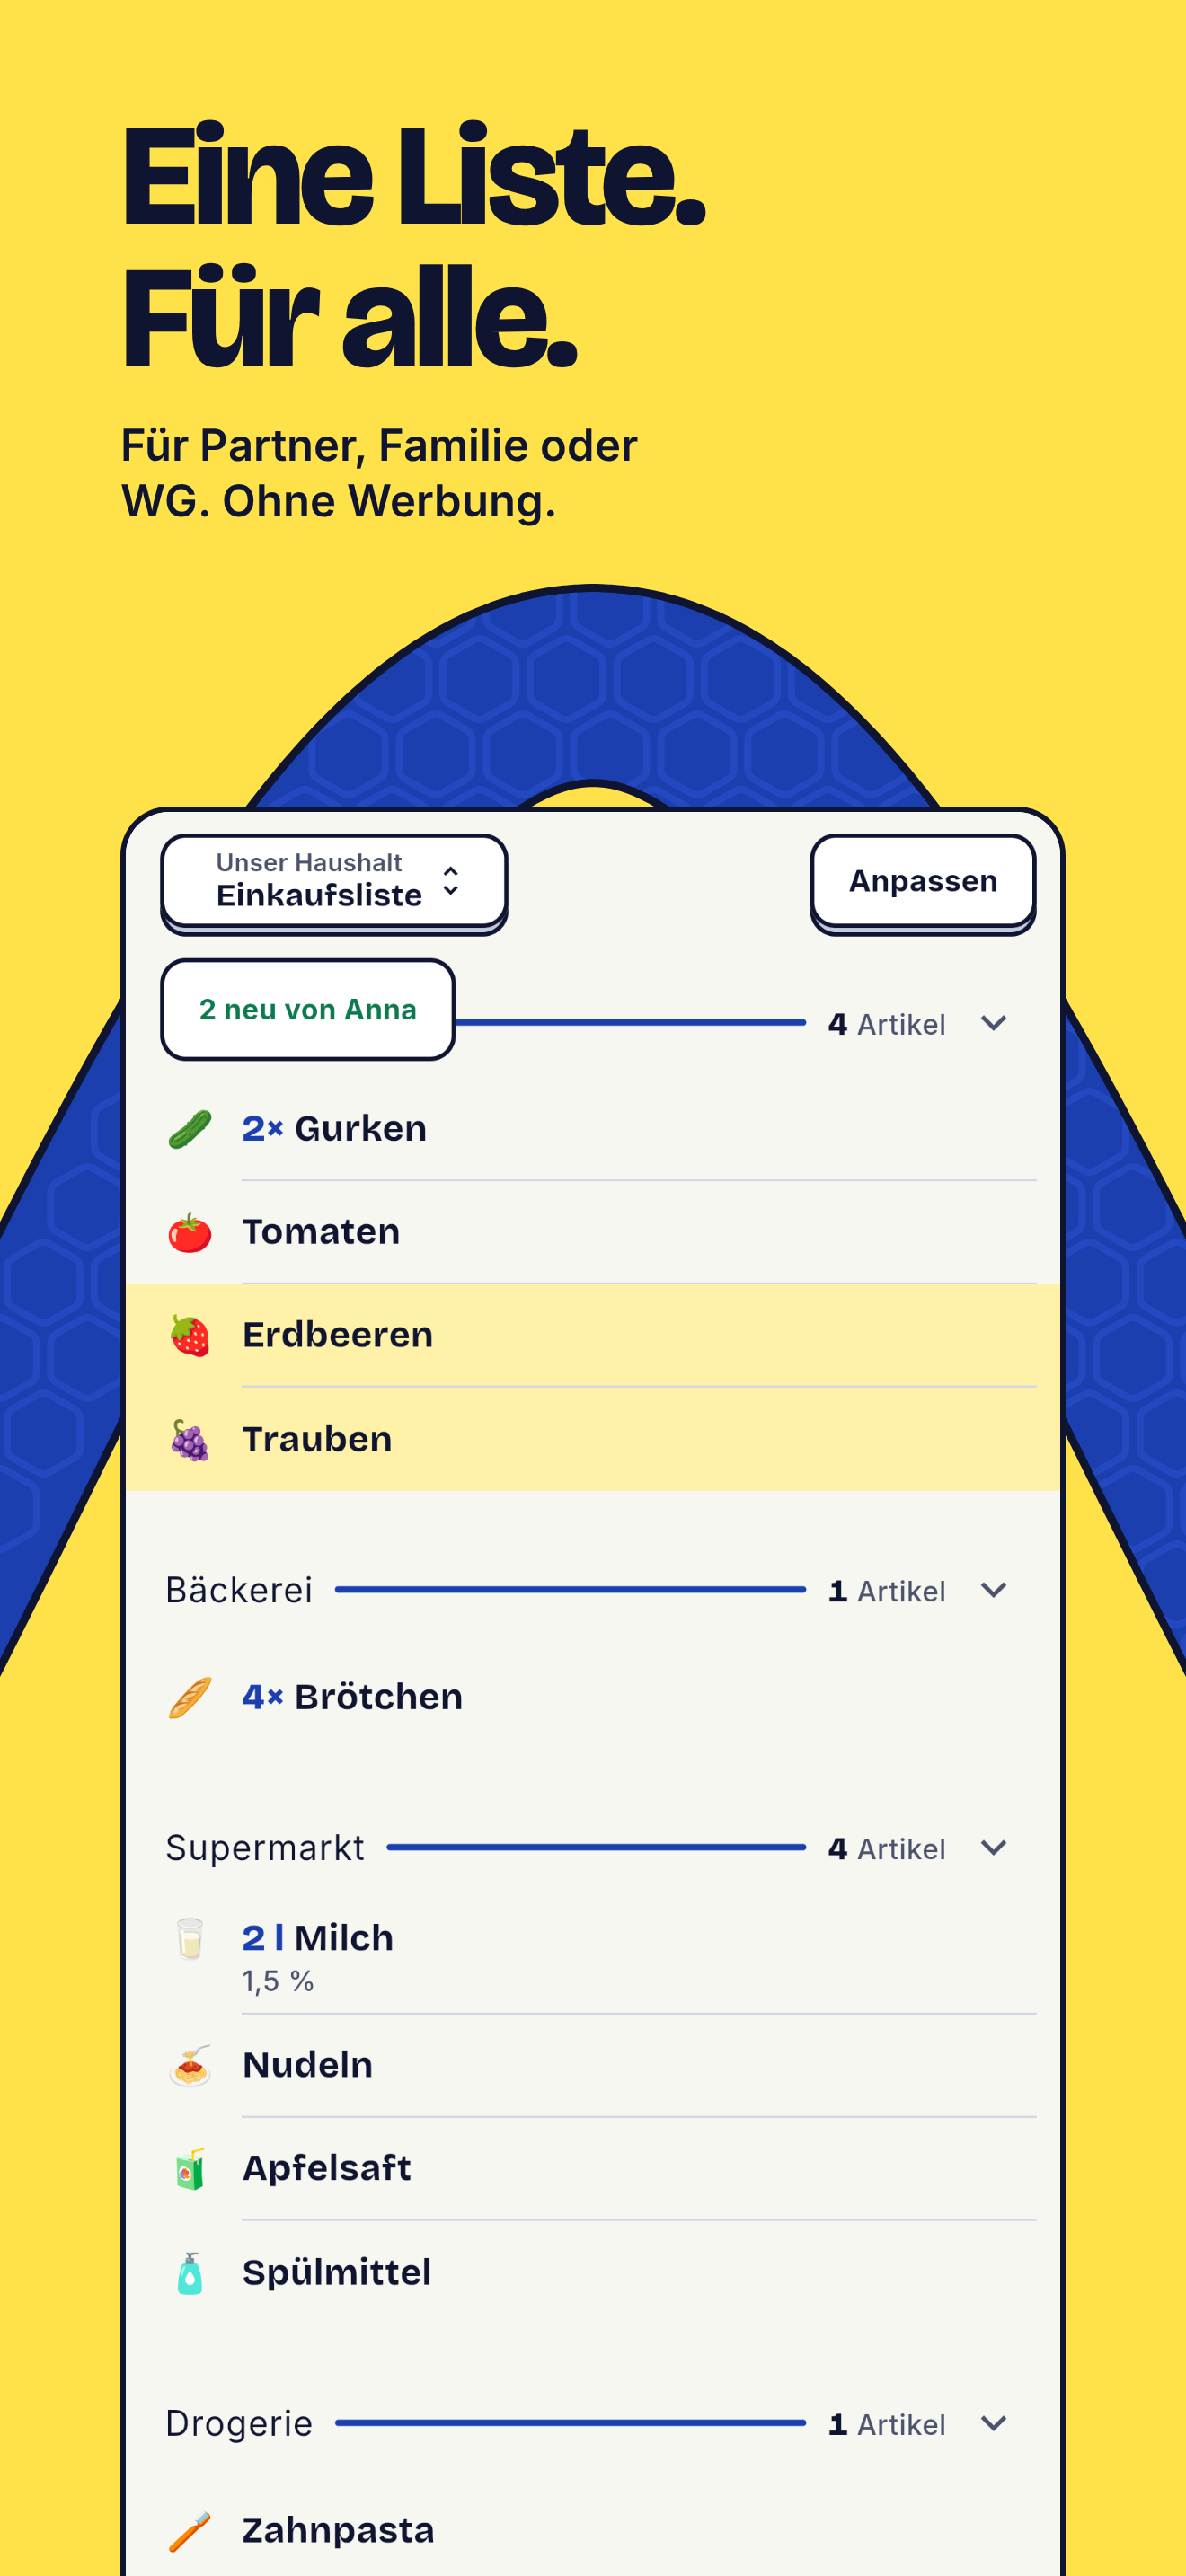 Eine Liste.
Für alle.
Für Partner, Familie oder
WG. Ohne Werbung.
Unser Haushalt
Einkaufsliste
Anpassen
2 neu von Anna
4 Artikel
2× Gurken
Tomaten
Erdbeeren
Trauben
Bäckerei 1 Artikel
4× Brötchen
Supermarkt 4 Artikel
2 l Milch
1,5 %
Nudeln
Apfelsaft
Spülmittel
Drogerie 1 Artikel
Zahnpasta